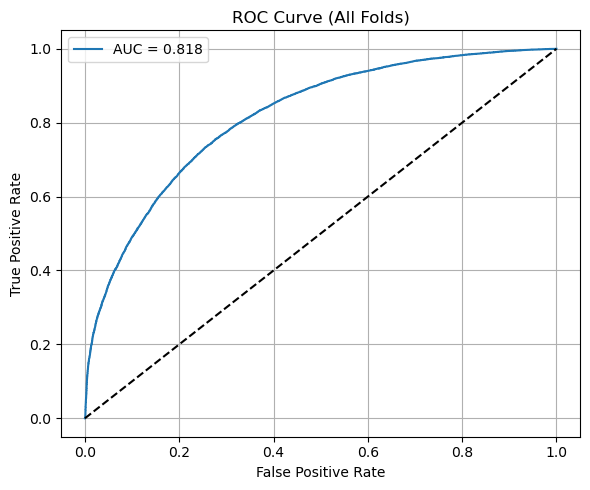 ROC Curve (All Folds)
AUC = 0.818
True Positive Rate
1.0
0.8
0.6
0.4
0.2
0.0
0.0 0.2 0.4 0.6 0.8 1.0
False Positive Rate